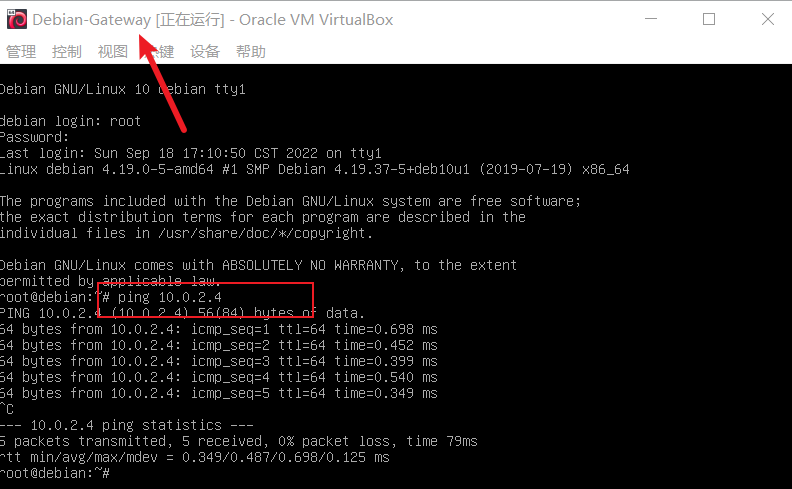 Debian-Gateway [正在运行] - Oracle VM VirtualBox
管理 控制 视图 键 设备 帮助
Debian GNU/Linux 10 debian tty1
debian login: root
Password:
Last login: Sun Sep 18 17:10:50 CST 2022 on tty1
Linux debian 4.19.0-5-amd64 #1 SMP Debian 4.19.37-5+deb10u1 (2019-07-19) x86_64
The programs included with the Debian GNU/Linux system are free software;
the exact distribution terms for each program are described in the
individual files in /usr/share/doc/*/copyright.
Debian GNU/Linux comes with ABSOLUTELY NO WARRANTY, to the extent
permitted by applicable law.
root@debian:~# ping 10.0.2.4
PING 10.0.2.4 (10.0.2.4) 56(84) bytes of data.
64 bytes from 10.0.2.4: icmp_seq=1 ttl=64 time=0.698 ms
64 bytes from 10.0.2.4: icmp_seq=2 ttl=64 time=0.452 ms
64 bytes from 10.0.2.4: icmp_seq=3 ttl=64 time=0.399 ms
64 bytes from 10.0.2.4: icmp_seq=4 ttl=64 time=0.540 ms
64 bytes from 10.0.2.4: icmp_seq=5 ttl=64 time=0.349 ms
^C
--- 10.0.2.4 ping statistics ---
5 packets transmitted, 5 received, 0% packet loss, time 79ms
rtt min/avg/max/mdev = 0.349/0.487/0.698/0.125 ms
root@debian:~#